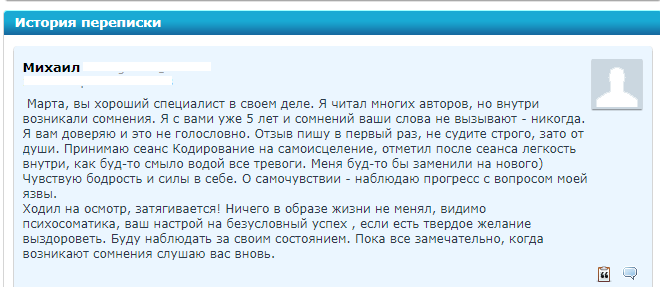 История переписки
Михаил
Марта, вы хороший специалист в своем деле. Я читал многих авторов, но внутри
возникали сомнения. Я с вами уже 5 лет и сомнений ваши слова не вызывают - никогда.
Я вам доверяю и это не голословно. Отзыв пишу в первый раз, не судите строго, зато от
души. Принимаю сеанс Кодирование на самоисцеление, отметил после сеанса легкость
внутри, как буд-то смыло водой все тревоги. Меня буд-то бы заменили на нового)
Чувствую бодрость и силы в себе. О самочувствии - наблюдаю прогресс с вопросом моей
язвы.
Ходил на осмотр, затягивается! Ничего в образе жизни не менял, видимо
психосоматика, ваш настрой на безусловный успех , если есть твердое желание
выздороветь. Буду наблюдать за своим состоянием. Пока все замечательно, когда
возникают сомнения слушаю вас вновь.